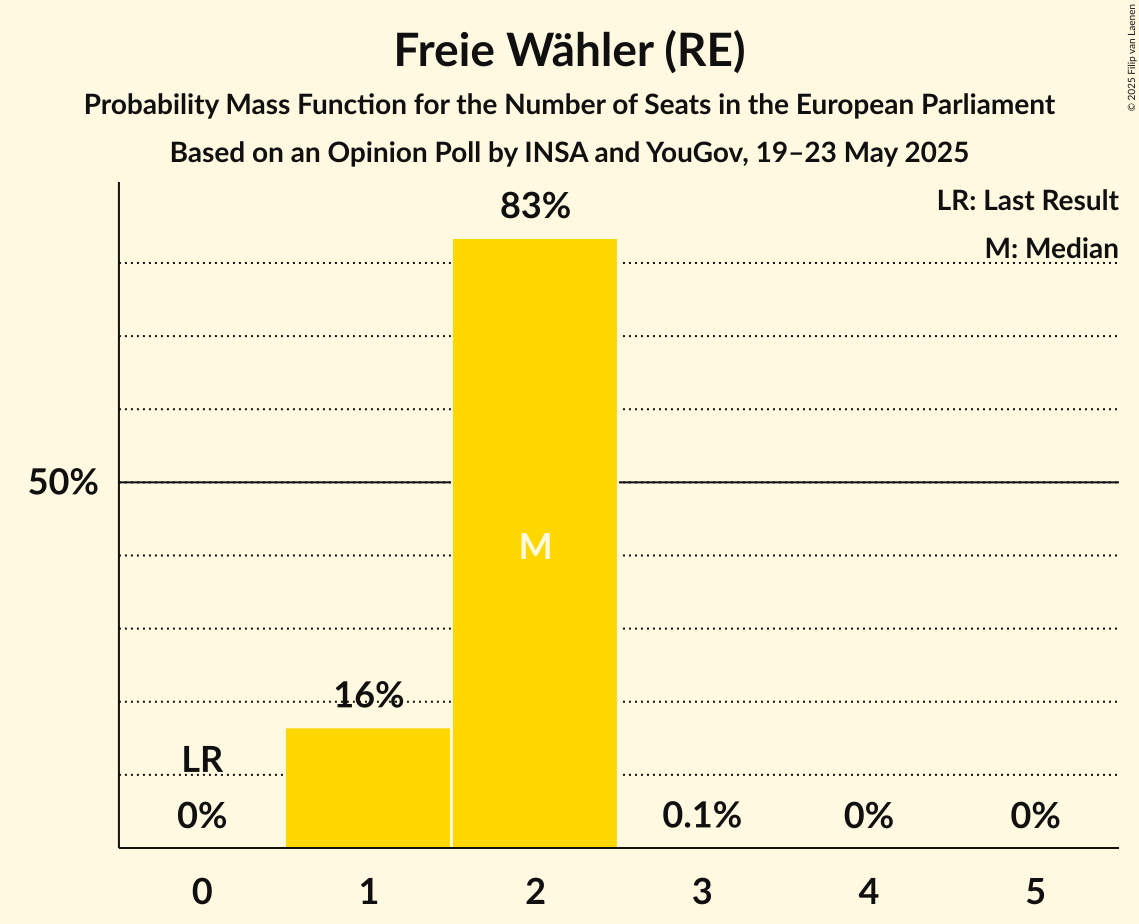 Freie Wähler (RE)
Probability Mass Function for the Number of Seats in the European Parliament
Based on an Opinion Poll by INSA and YouGov, 19–23 May 2025
© 2025 Filip van Laenen
LR: Last Result
M: Median
83%
50%
M
16%
LR
0%
0.1%
0%
0%
0 1 2 3 4 5